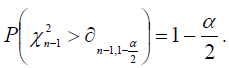 P(χ²_{n-1} > ∂_{n-1,1-α/2}) = 1 - α/2 .